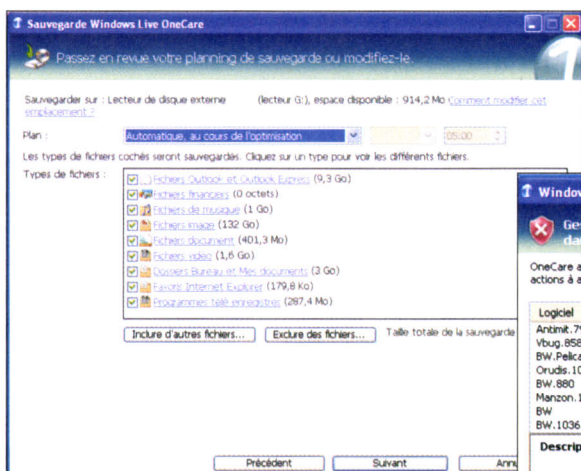 Sauvegarde Windows Live OneCare
Passez en revue votre planning de sauvegarde ou modifiez-le.
Sauvegarder sur : Lecteur de disque externe (lecteur G:), espace disponible : 914,2 Mo Comment modifier cet
emplacement ?
Plan : Automatique, au cours de l'optimisation 05:00
Les types de fichiers cochés seront sauvegardés. Cliquez sur un type pour voir les différents fichiers.
Types de fichiers :
Fichiers Outlook et Outlook Express (9,3 Go)
Fichiers financiers (0 octets)
Fichiers de musique (1 Go)
Fichiers image (132 Go)
Fichiers document (401,3 Mo)
Fichiers vidéo (1,6 Go)
Dossiers Bureau et Mes documents (3 Go)
Favoris Internet Explorer (179,8 Ko)
Programmes télé enregistrés (287,4 Mo)
Inclure d'autres fichiers... Exclure des fichiers... Taille totale de la sauvegarde
Précédent Suivant Annu
Windov
Ges
dan
OneCare a
actions à a
Logiciel
Antimit.79
Vbug.858
BW.Pelica
Orudis.10
BW.880
Manzon.1
BW
BW.1036
Descrip